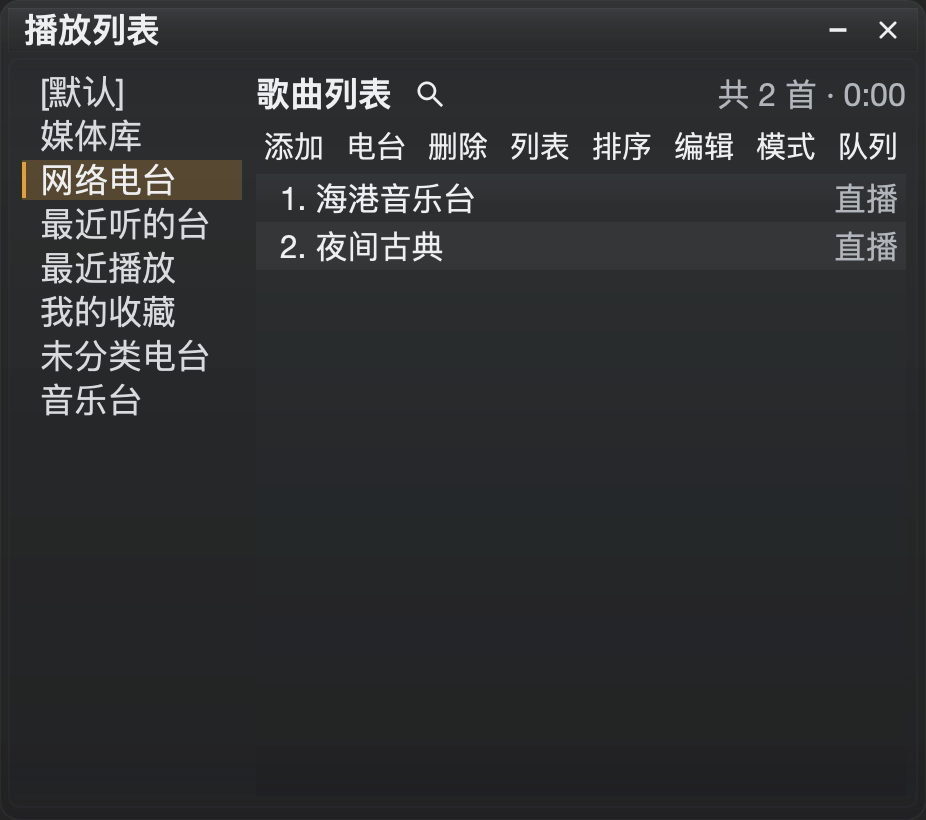 播放列表
[默认]
媒体库
网络电台
最近听的台
最近播放
我的收藏
未分类电台
音乐台
歌曲列表 共 2 首 · 0:00
添加 电台 删除 列表 排序 编辑 模式 队列
1. 海港音乐台 直播
2. 夜间古典 直播